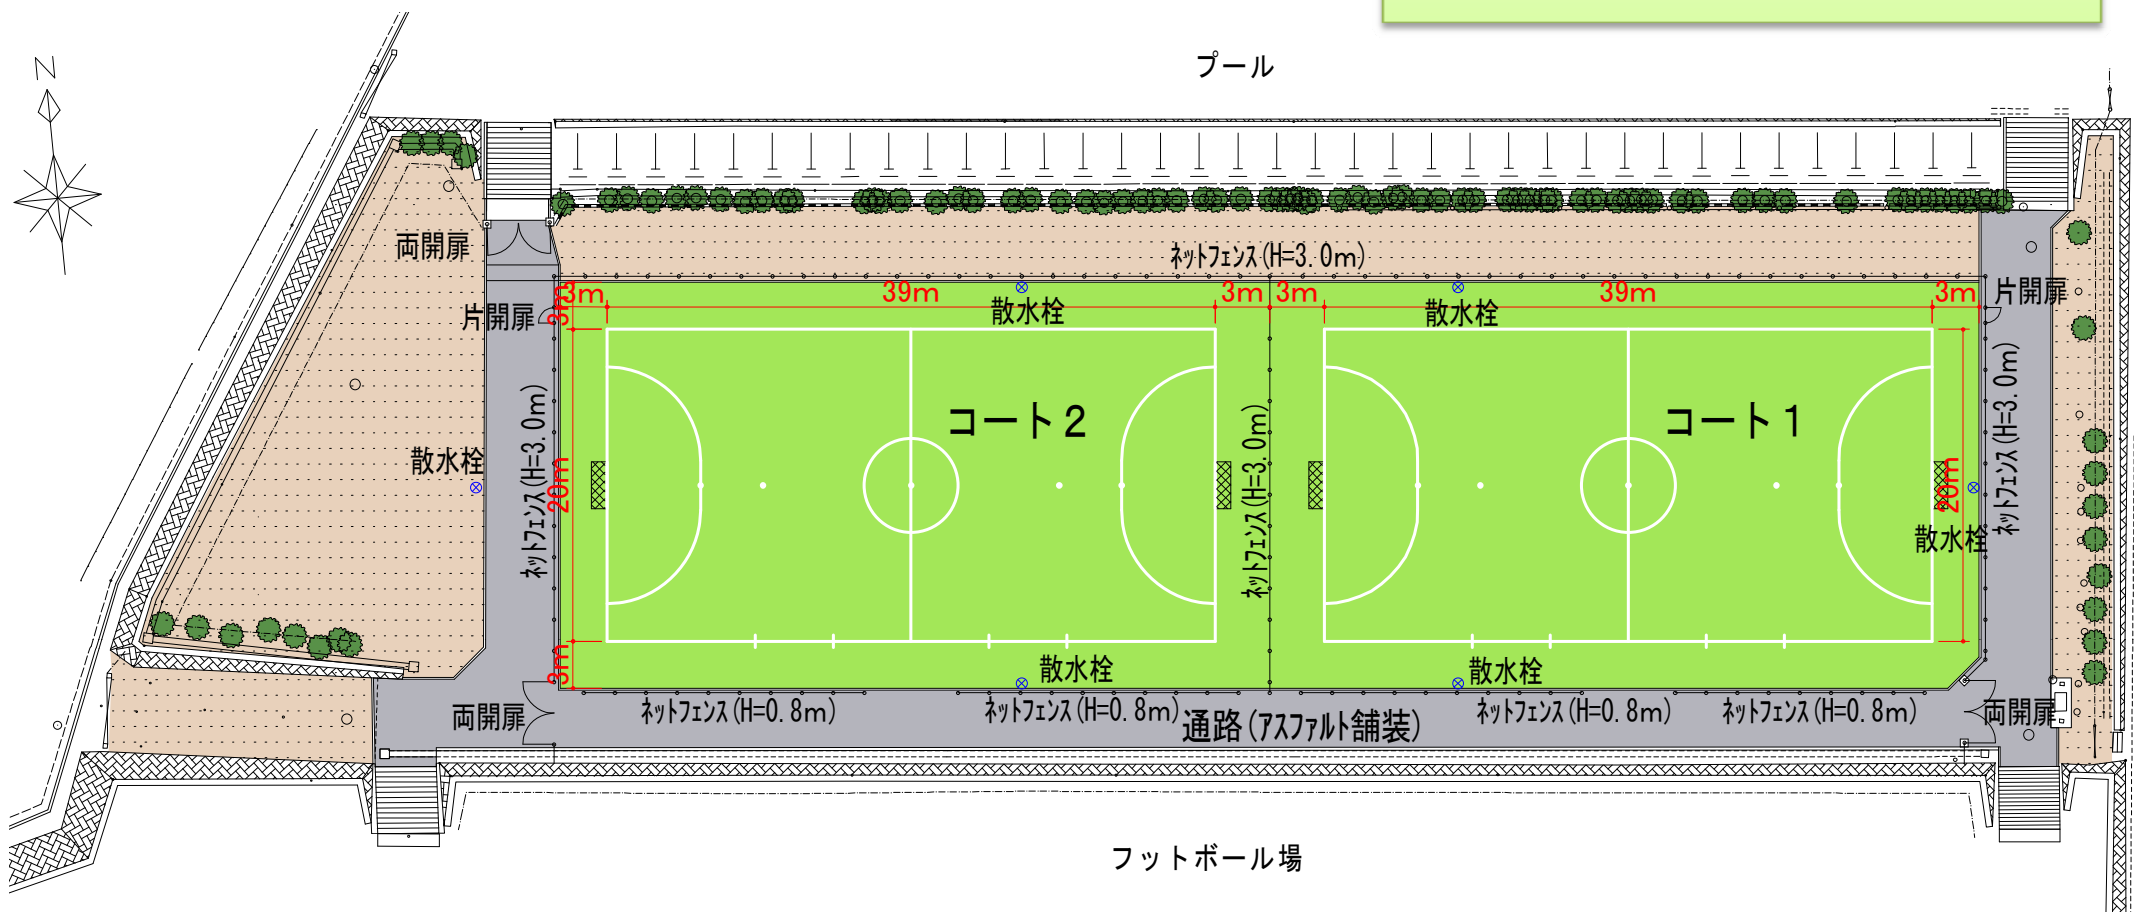 プール
N
両開扉
ネットフェンス(H=3.0m)
3m
39m
3m
3m
39m
3m
片開扉
3m
散水栓
散水栓
片開扉
ネットフェンス(H=3.0m)
コート2
ネットフェンス(H=3.0m)
コート1
ネットフェンス(H=3.0m)
散水栓
20m
20m
散水栓
3m
散水栓
散水栓
両開扉
ネットフェンス(H=0.8m)
ネットフェンス(H=0.8m)
通路(アスファルト舗装)
ネットフェンス(H=0.8m)
ネットフェンス(H=0.8m)
両開扉
フットボール場